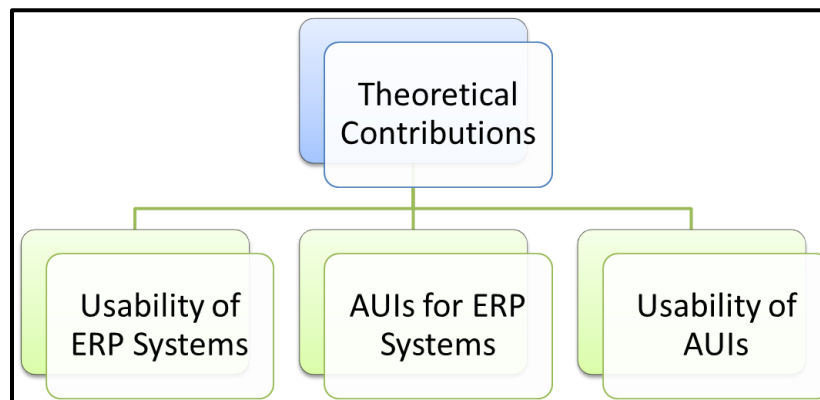 Theoretical
Contributions
Usability of
ERP Systems
AUIs for ERP
Systems
Usability of
AUIs